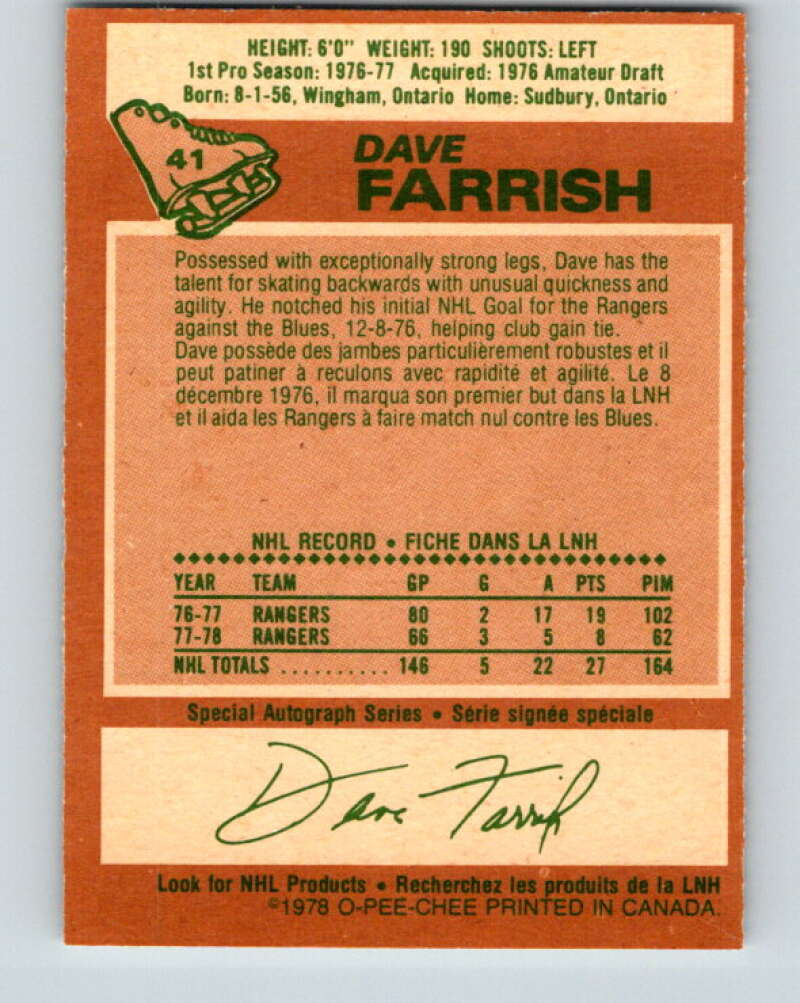 HEIGHT: 6'0" WEIGHT: 190 SHOOTS: LEFT
1st Pro Season: 1976-77 Acquired: 1976 Amateur Draft
Born: 8-1-56, Wingham, Ontario Home: Sudbury, Ontario
41
DAVE
FARRISH
Possessed with exceptionally strong legs, Dave has the
talent for skating backwards with unusual quickness and
agility. He notched his initial NHL Goal for the Rangers
against the Blues, 12-8-76, helping club gain tie.
Dave possède des jambes particulièrement robustes et il
peut patiner à reculons avec rapidité et agilité. Le 8
décembre 1976, il marqua son premier but dans la LNH
et il aida les Rangers à faire match nul contre les Blues.
NHL RECORD • FICHE DANS LA LNH
YEAR TEAM GP G A PTS PIM
76-77 RANGERS 80 2 17 19 102
77-78 RANGERS 66 3 5 8 62
NHL TOTALS .......... 146 5 22 27 164
Special Autograph Series • Série signée spéciale
Dave Farrish
Look for NHL Products • Recherchez les produits de la LNH
©1978 O-PEE-CHEE PRINTED IN CANADA.